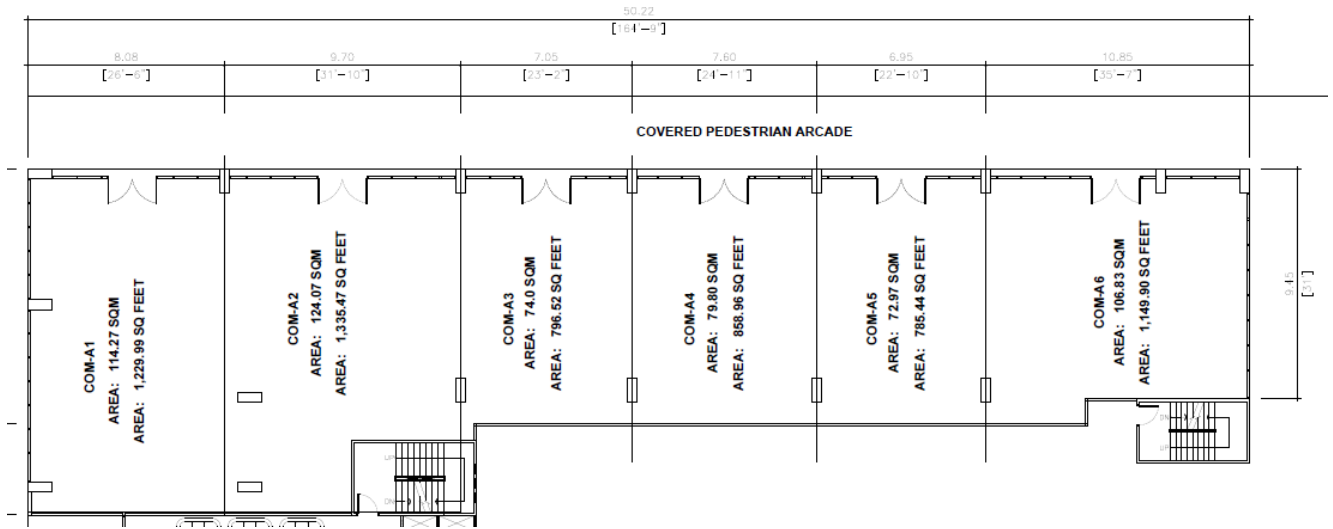 50.22
[164'-9"]
8.08
[26'-6"]
9.70
[31'-10"]
7.05
[23'-2"]
7.60
[24'-11"]
6.95
[22'-10"]
10.85
[35'-7"]
COVERED PEDESTRIAN ARCADE
COM-A1
AREA: 114.27 SQM
AREA: 1,229.99 SQ FEET
COM-A2
AREA: 124.07 SQM
AREA: 1,335.47 SQ FEET
COM-A3
AREA: 74.0 SQM
AREA: 796.52 SQ FEET
COM-A4
AREA: 79.80 SQM
AREA: 858.96 SQ FEET
COM-A5
AREA: 72.97 SQM
AREA: 785.44 SQ FEET
COM-A6
AREA: 106.83 SQM
AREA: 1,149.90 SQ FEET
9.45
[31']
UP
DN
DN
UP